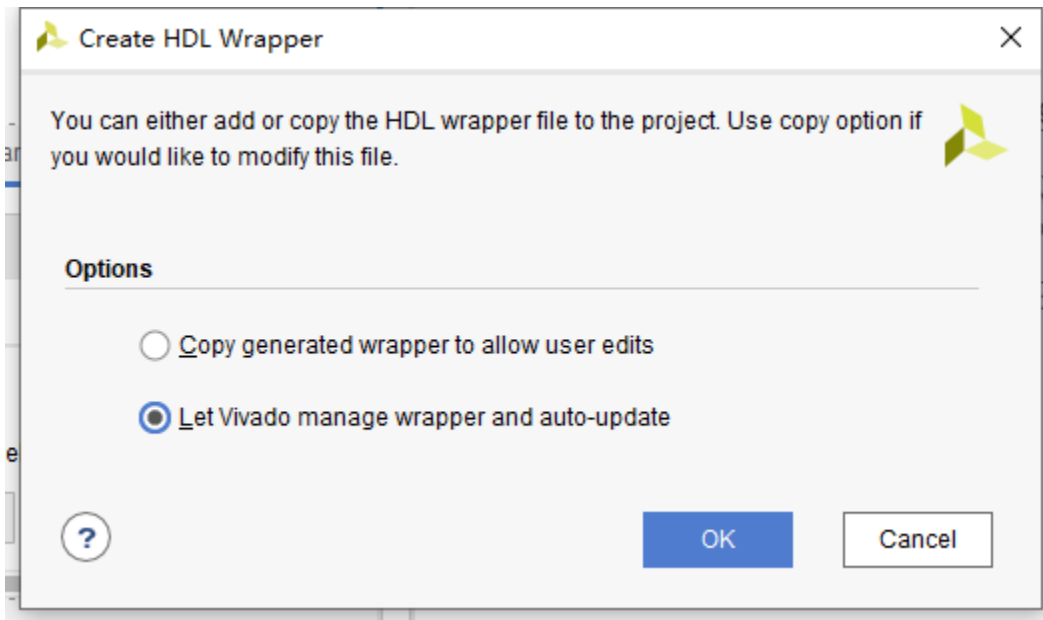 Create HDL Wrapper
You can either add or copy the HDL wrapper file to the project. Use copy option if
you would like to modify this file.
Options
Copy generated wrapper to allow user edits
Let Vivado manage wrapper and auto-update
?
OK
Cancel